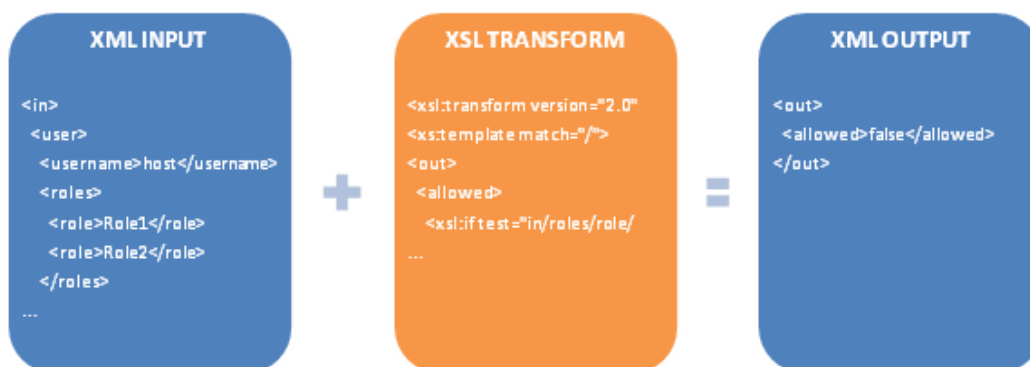 XML INPUT
<in>
<user>
<username>host</username>
<roles>
<role>Role1</role>
<role>Role2</role>
</roles>
...
XSL TRANSFORM
<xsl:transform version="2.0"
<xs:template match="/">
<out>
<allowed>
<xsl:if test="in/roles/role/
...
XML OUTPUT
<out>
<allowed>false</allowed>
</out>